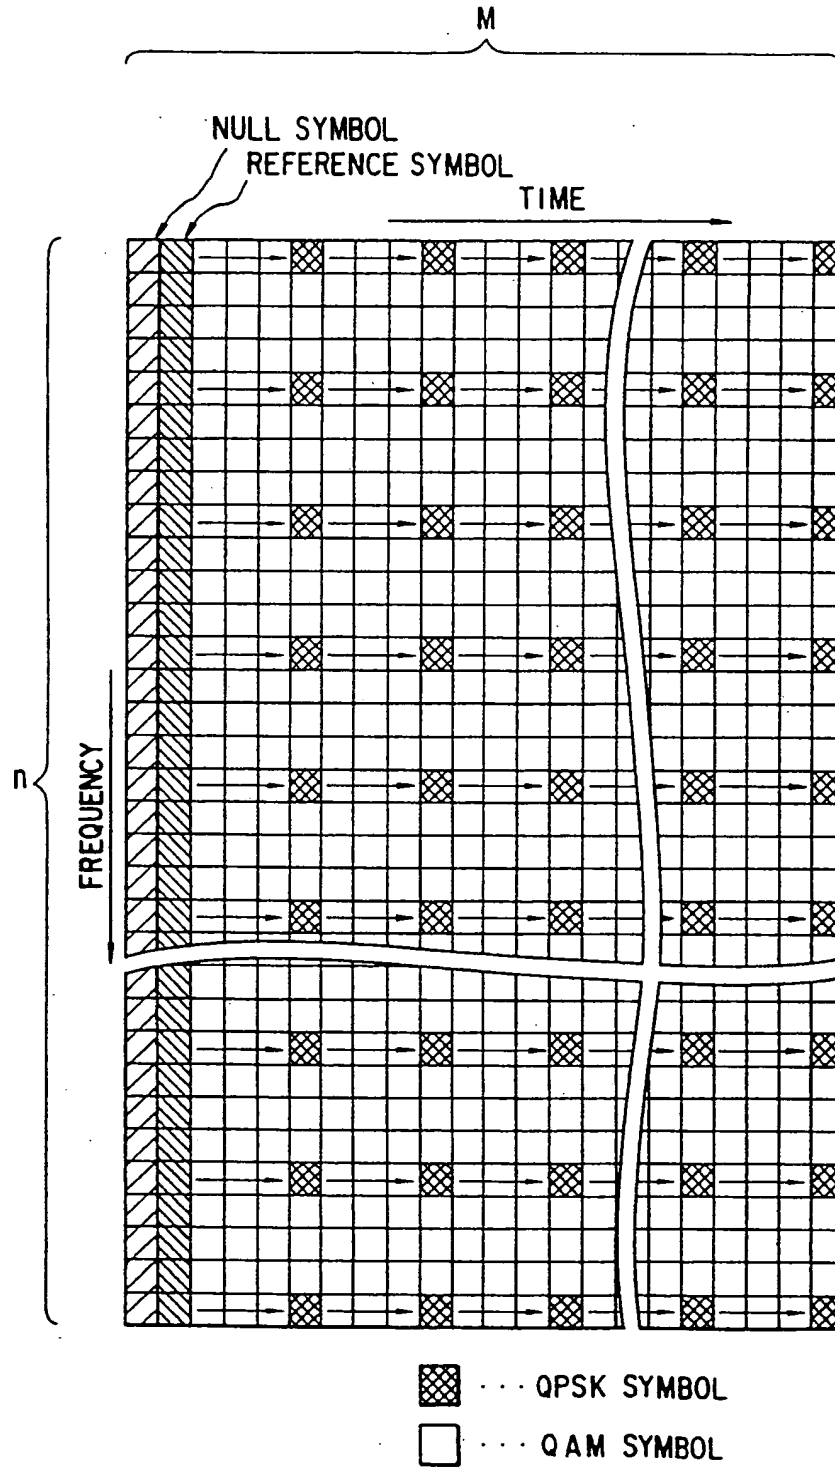 M
NULL SYMBOL
REFERENCE SYMBOL
TIME
n
FREQUENCY
··· QPSK SYMBOL
··· QAM SYMBOL